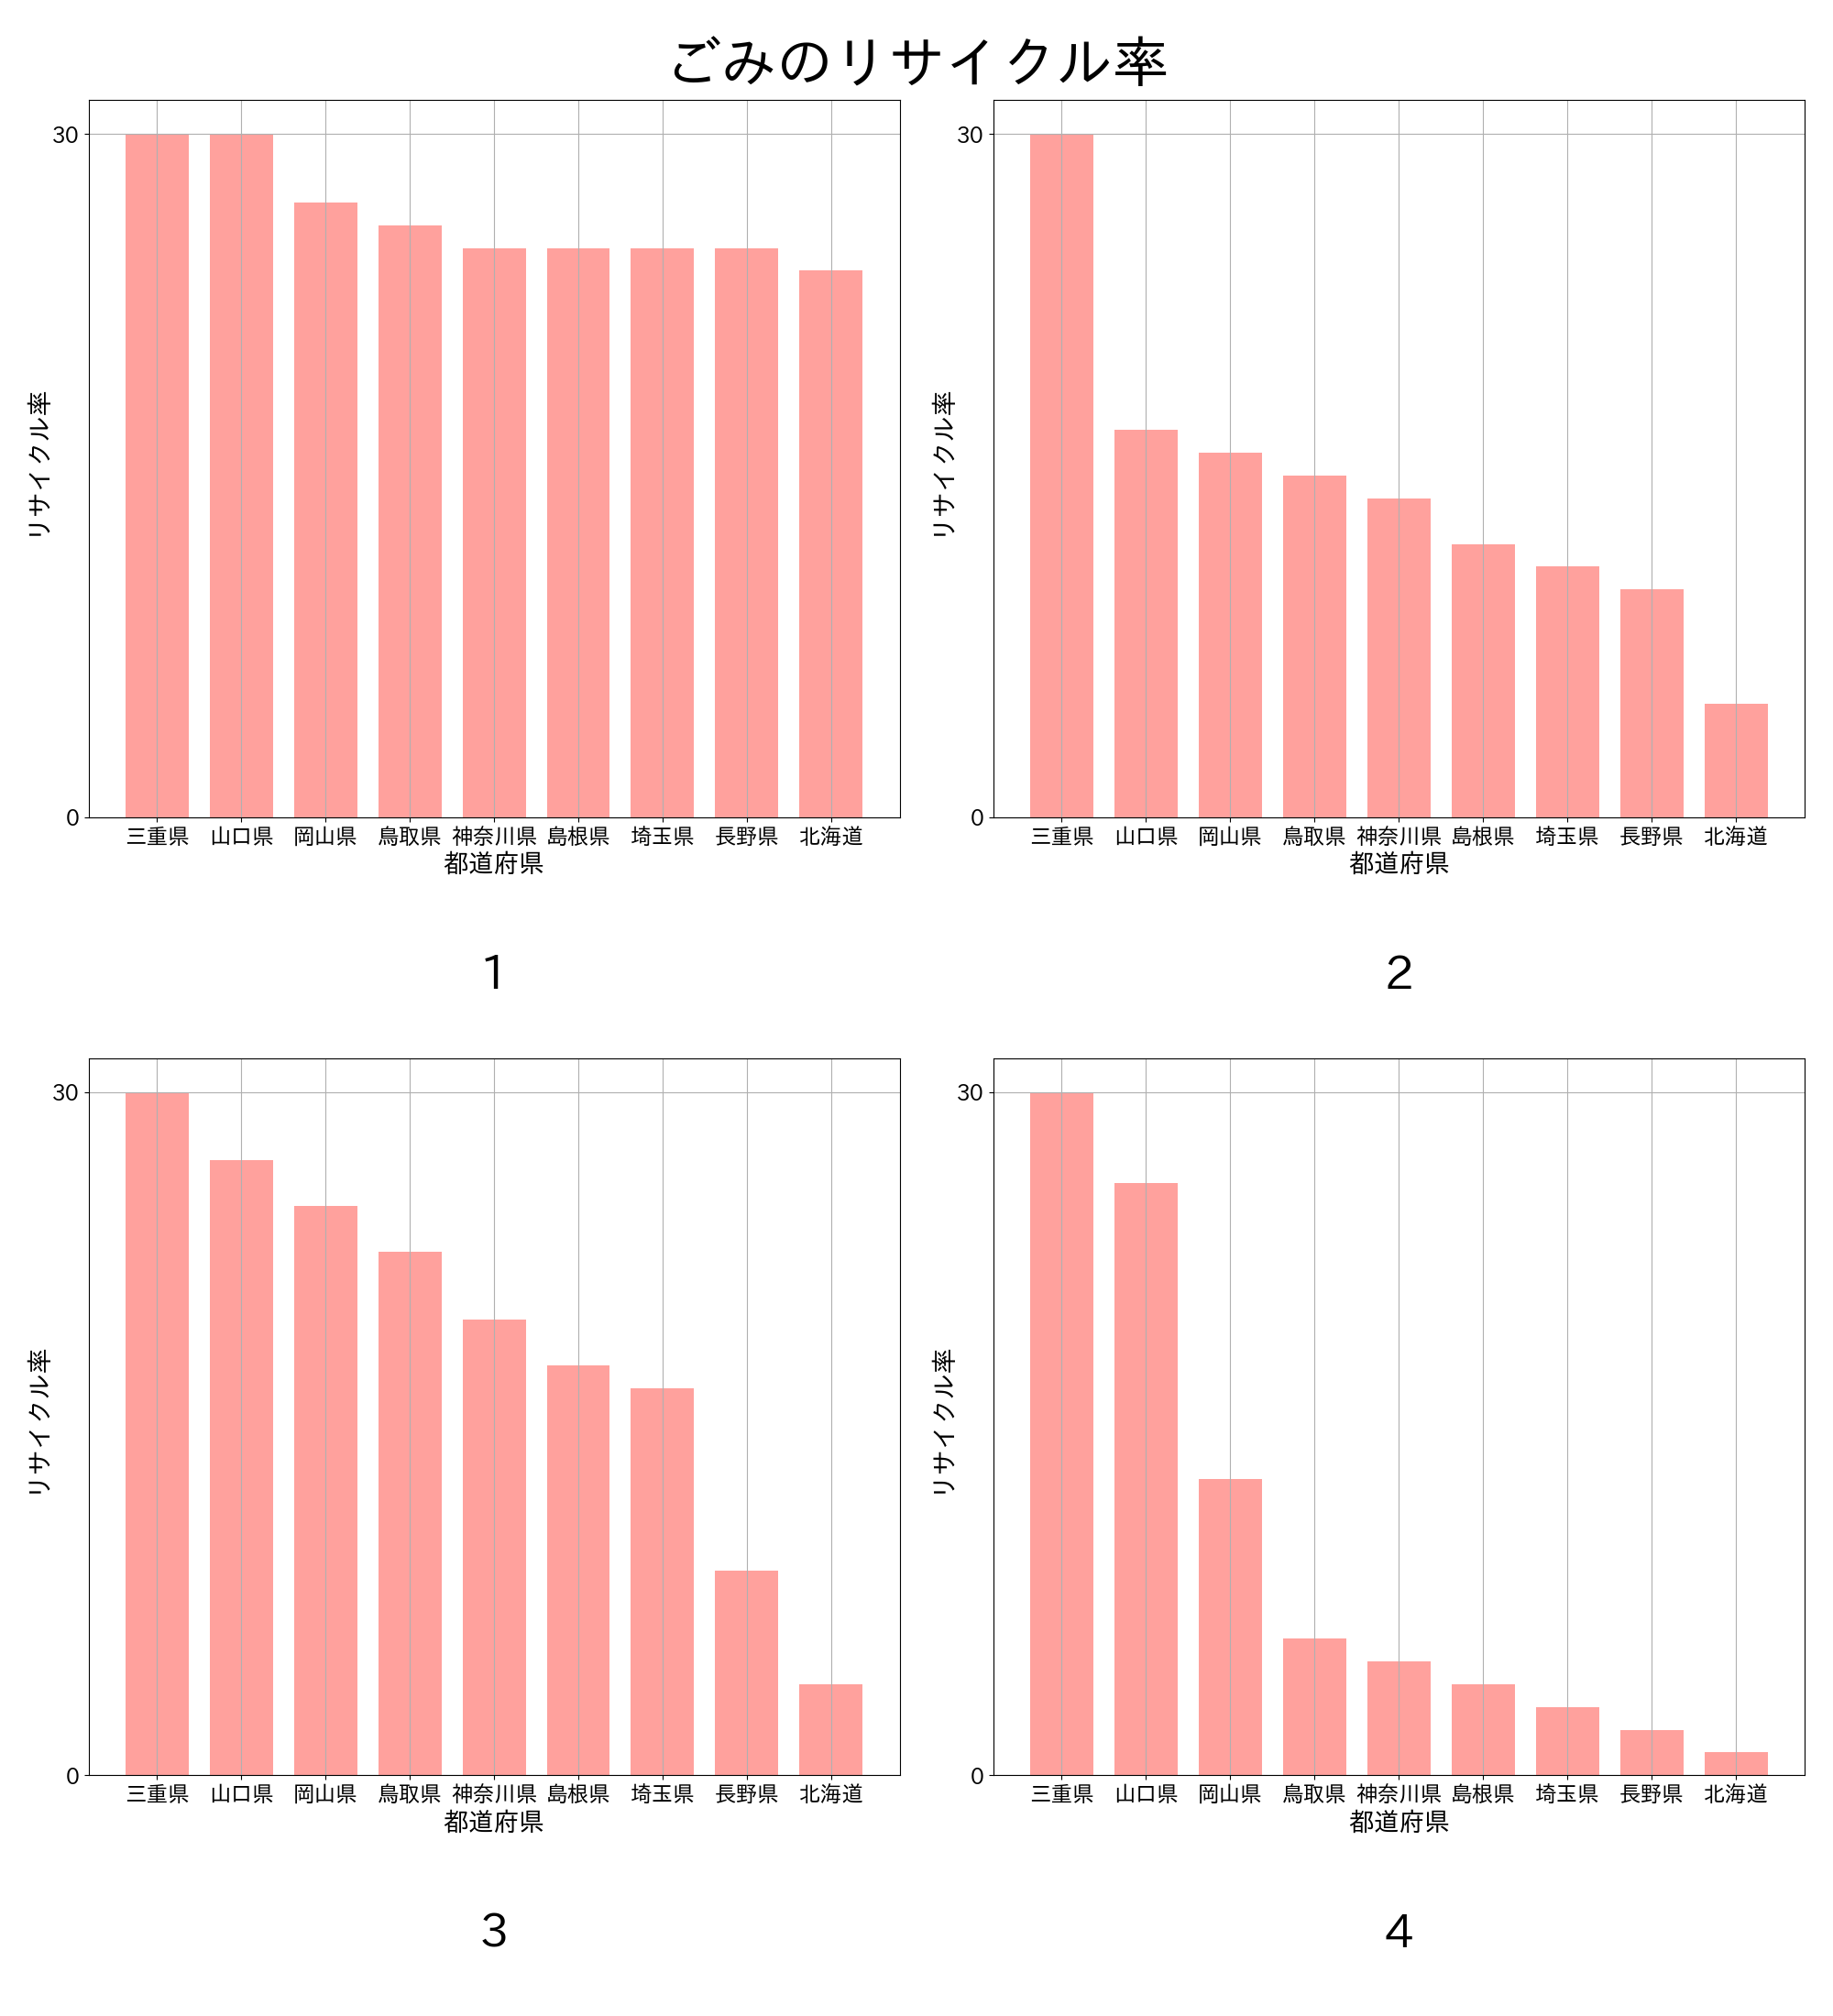 ごみのリサイクル率
30
0
リサイクル率
三重県 山口県 岡山県 鳥取県 神奈川県 島根県 埼玉県 長野県 北海道
都道府県
1
30
0
リサイクル率
三重県 山口県 岡山県 鳥取県 神奈川県 島根県 埼玉県 長野県 北海道
都道府県
2
30
0
リサイクル率
三重県 山口県 岡山県 鳥取県 神奈川県 島根県 埼玉県 長野県 北海道
都道府県
3
30
0
リサイクル率
三重県 山口県 岡山県 鳥取県 神奈川県 島根県 埼玉県 長野県 北海道
都道府県
4